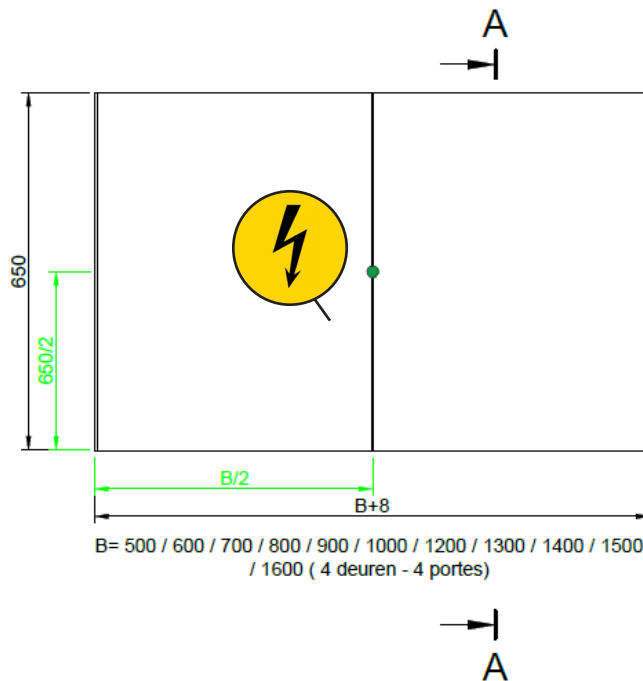 A
650
650/2
B/2
B+8
B= 500 / 600 / 700 / 800 / 900 / 1000 / 1200 / 1300 / 1400 / 1500
/ 1600 ( 4 deuren - 4 portes)
A